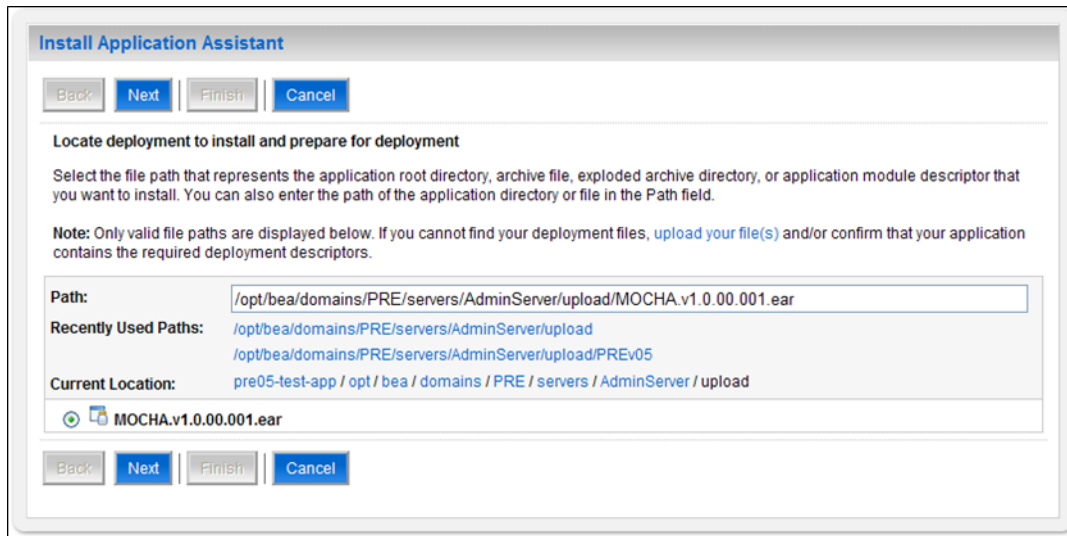 Install Application Assistant
Back Next Finish Cancel
Locate deployment to install and prepare for deployment
Select the file path that represents the application root directory, archive file, exploded archive directory, or application module descriptor that
you want to install. You can also enter the path of the application directory or file in the Path field.
Note: Only valid file paths are displayed below. If you cannot find your deployment files, upload your file(s) and/or confirm that your application
contains the required deployment descriptors.
Path: /opt/bea/domains/PRE/servers/AdminServer/upload/MOCHA.v1.0.00.001.ear
Recently Used Paths: /opt/bea/domains/PRE/servers/AdminServer/upload
/opt/bea/domains/PRE/servers/AdminServer/upload/PREv05
Current Location: pre05-test-app / opt / bea / domains / PRE / servers / AdminServer / upload
MOCHA.v1.0.00.001.ear
Back Next Finish Cancel